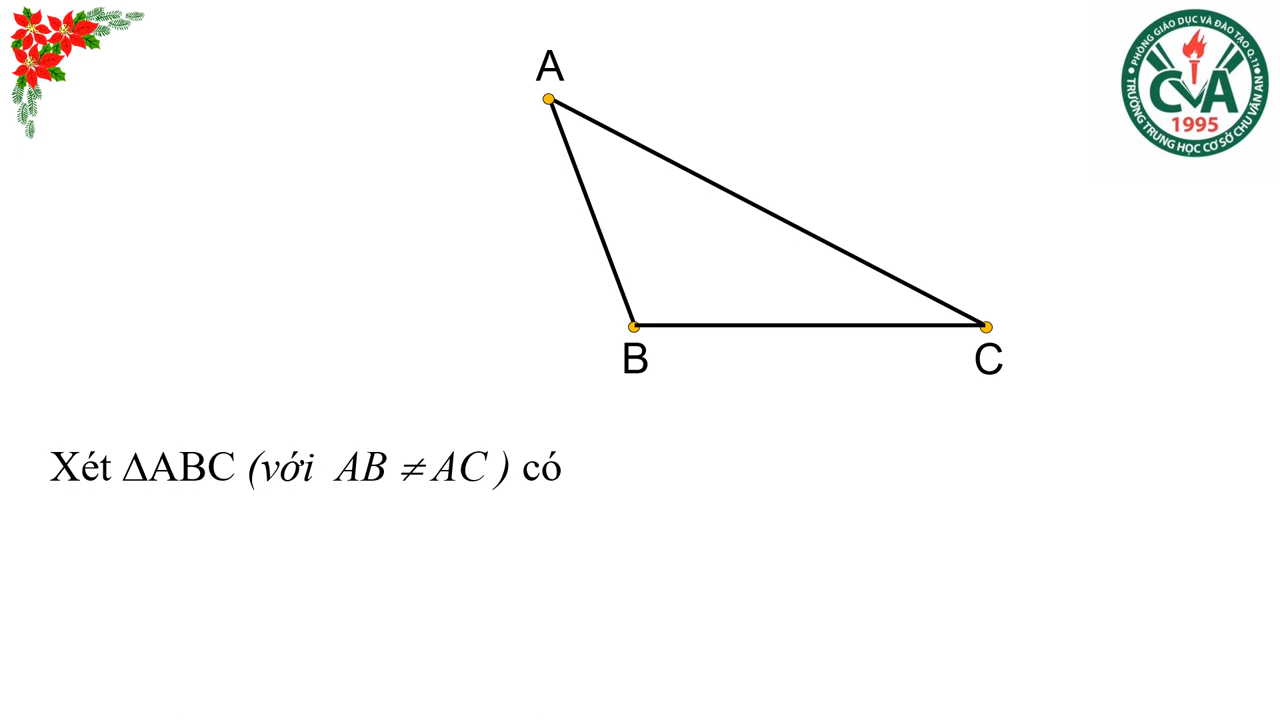 A
B
C
PHÒNG GIÁO DỤC VÀ ĐÀO TẠO Q.11
CVA
1995
TRƯỜNG TRUNG HỌC CƠ SỞ CHU VĂN AN
Xét ΔABC (với AB ≠ AC ) có